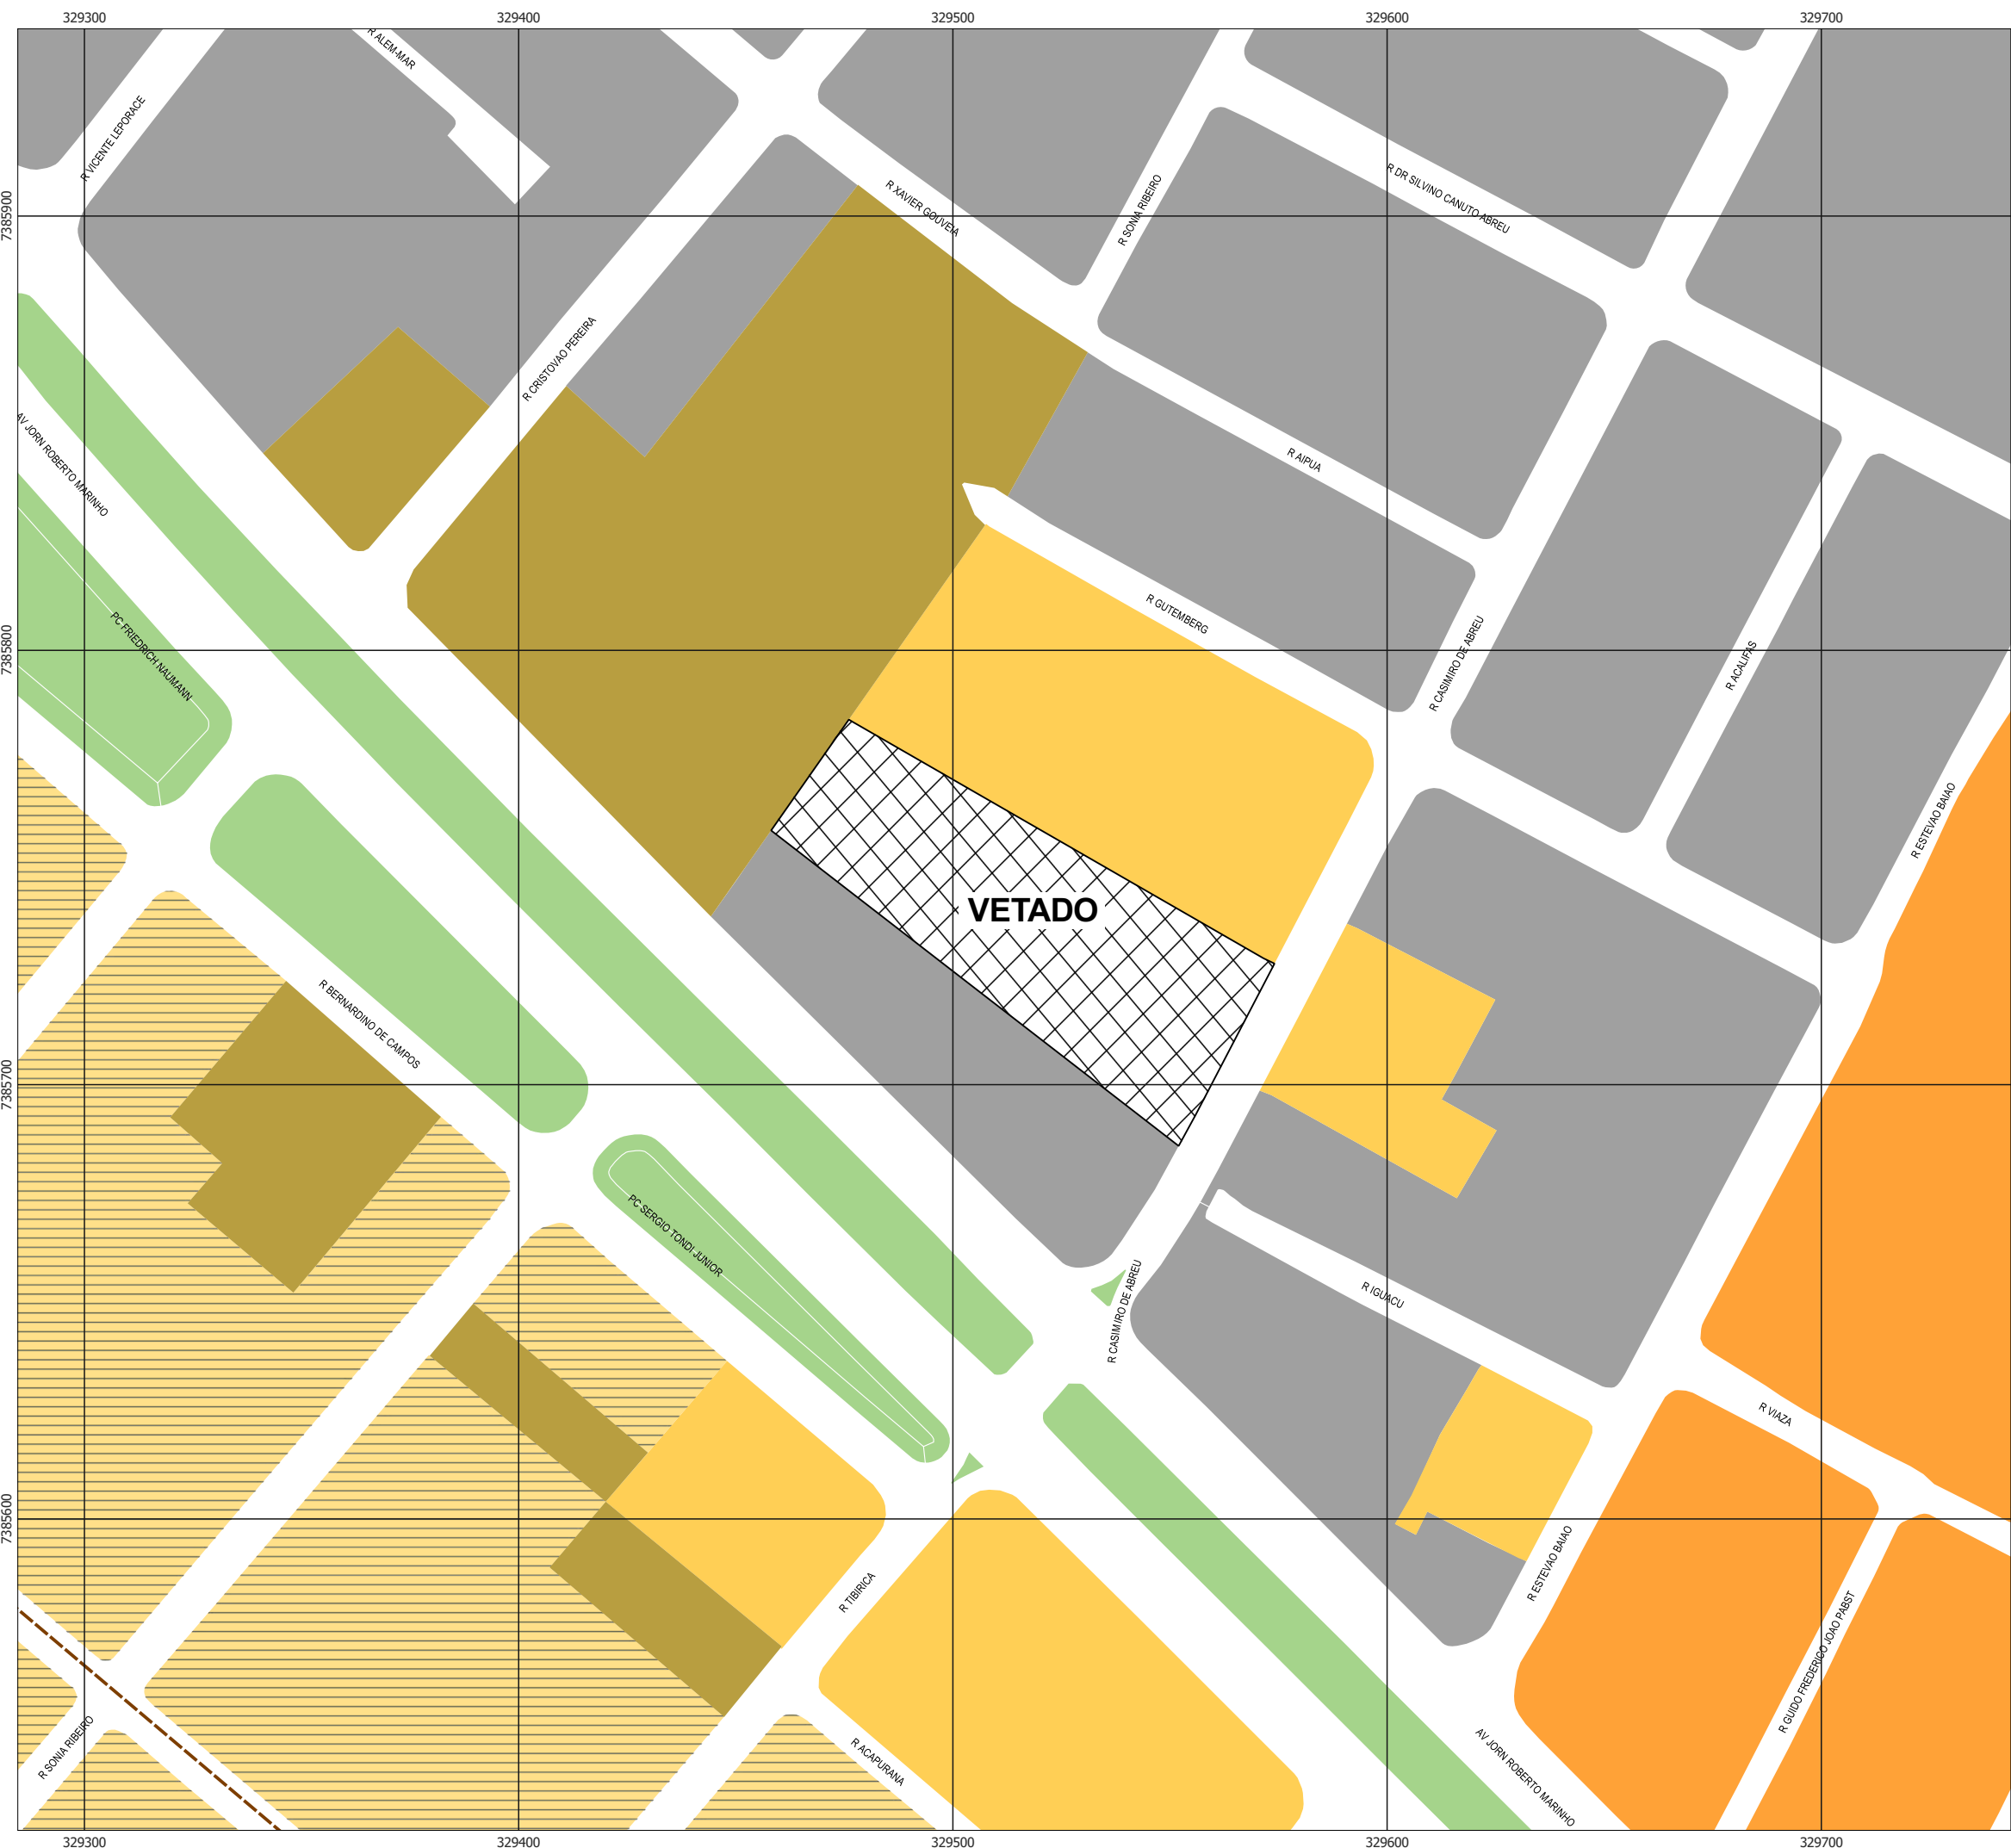 329300
329400
329500
329600
329700
R ALEM-MAR
R VICENTE LEPORACE
R XAVIER GOUVEIA
R SONIA RIBEIRO
R DR SILVINO CANUTO ABREU
7385900
7385900
R CRISTOVAO PEREIRA
AV JORN ROBERTO MARINHO
R AIPUA
R GUTEMBERG
7385800
PC FRIEDRICH NAUMANN
R CASIMIRO DE ABREU
R ACALIFAS
R ESTEVAO BAIAO
VETADO
R BERNARDINO DE CAMPOS
7385700
PC SERGIO TONDI JUNIOR
R CASIMIRO DE ABREU
R IGUACU
R VIAZA
7385600
R TIBIRICA
R ESTEVAO BAIAO
R GUIDO FREDERICO JOAO PABST
R SONIA RIBEIRO
R ACAPURANA
AV JORN ROBERTO MARINHO
329300
329400
329500
329600
329700